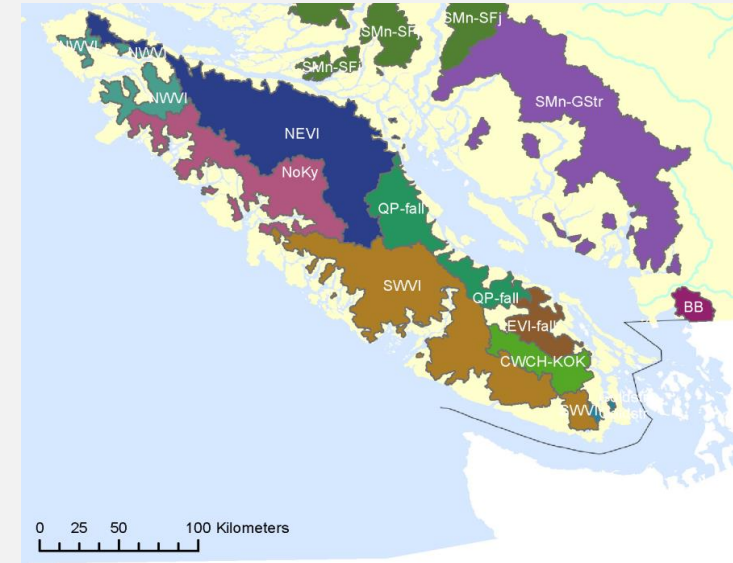 SMn-SFj
SMn-SFj
SMn-SFj
NWVI
NWVI
NWVI
SMn-GStr
NEVI
NoKy
QP-fall
SWVI
QP-fall
BB
EVI-fall
CWCH-KOK
SWVI
0 25 50 100 Kilometers